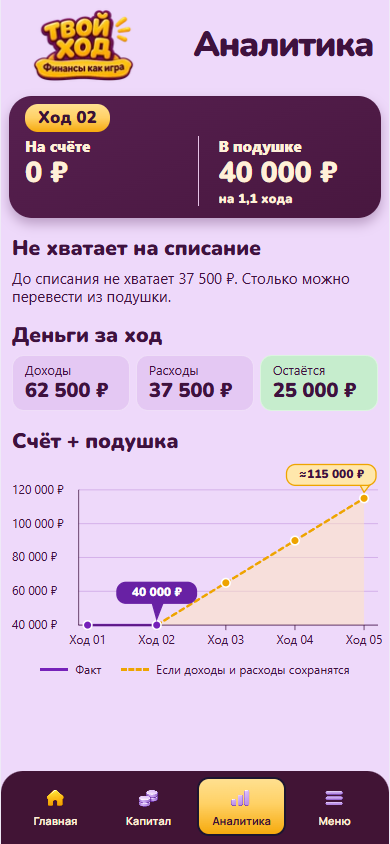 ТВОЙ
ХОД
Финансы как игра
Аналитика
Ход 02
На счёте
0 ₽
В подушке
40 000 ₽
на 1,1 хода
Не хватает на списание
До списания не хватает 37 500 ₽. Столько можно
перевести из подушки.
Деньги за ход
Доходы
62 500 ₽
Расходы
37 500 ₽
Остаётся
25 000 ₽
Счёт + подушка
≈115 000 ₽
120 000 ₽
100 000 ₽
80 000 ₽
60 000 ₽
40 000 ₽
40 000 ₽
Ход 01
Ход 02
Ход 03
Ход 04
Ход 05
Факт
Если доходы и расходы сохранятся
Главная
Капитал
Аналитика
Меню